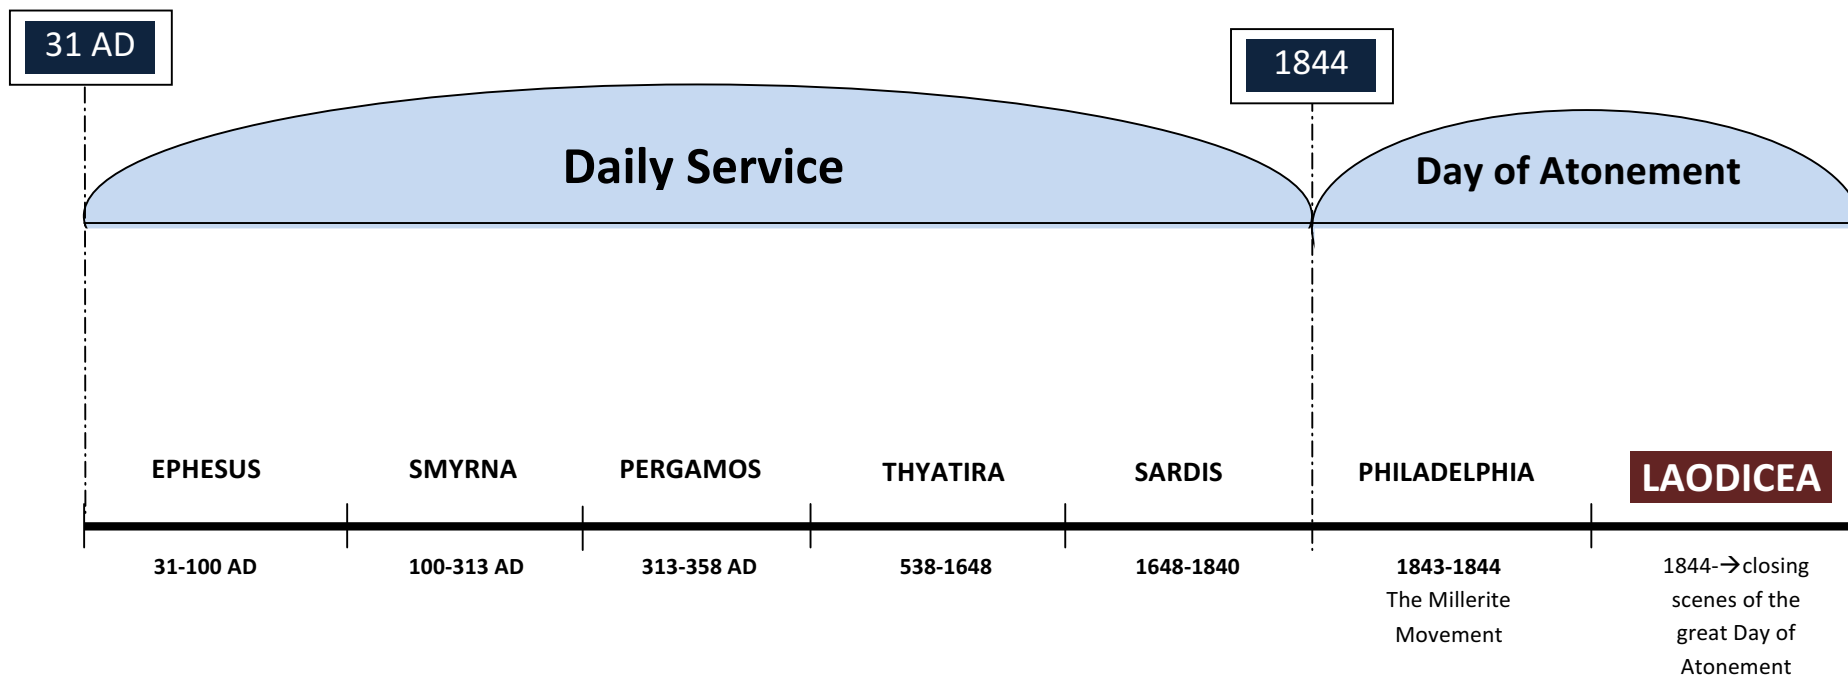 31 AD
1844
Daily Service
Day of Atonement
EPHESUS
SMYRNA
PERGAMOS
THYATIRA
SARDIS
PHILADELPHIA
LAODICEA
31-100 AD
100-313 AD
313-358 AD
538-1648
1648-1840
1843-1844
The Millerite
Movement
1844-→closing
scenes of the
great Day of
Atonement